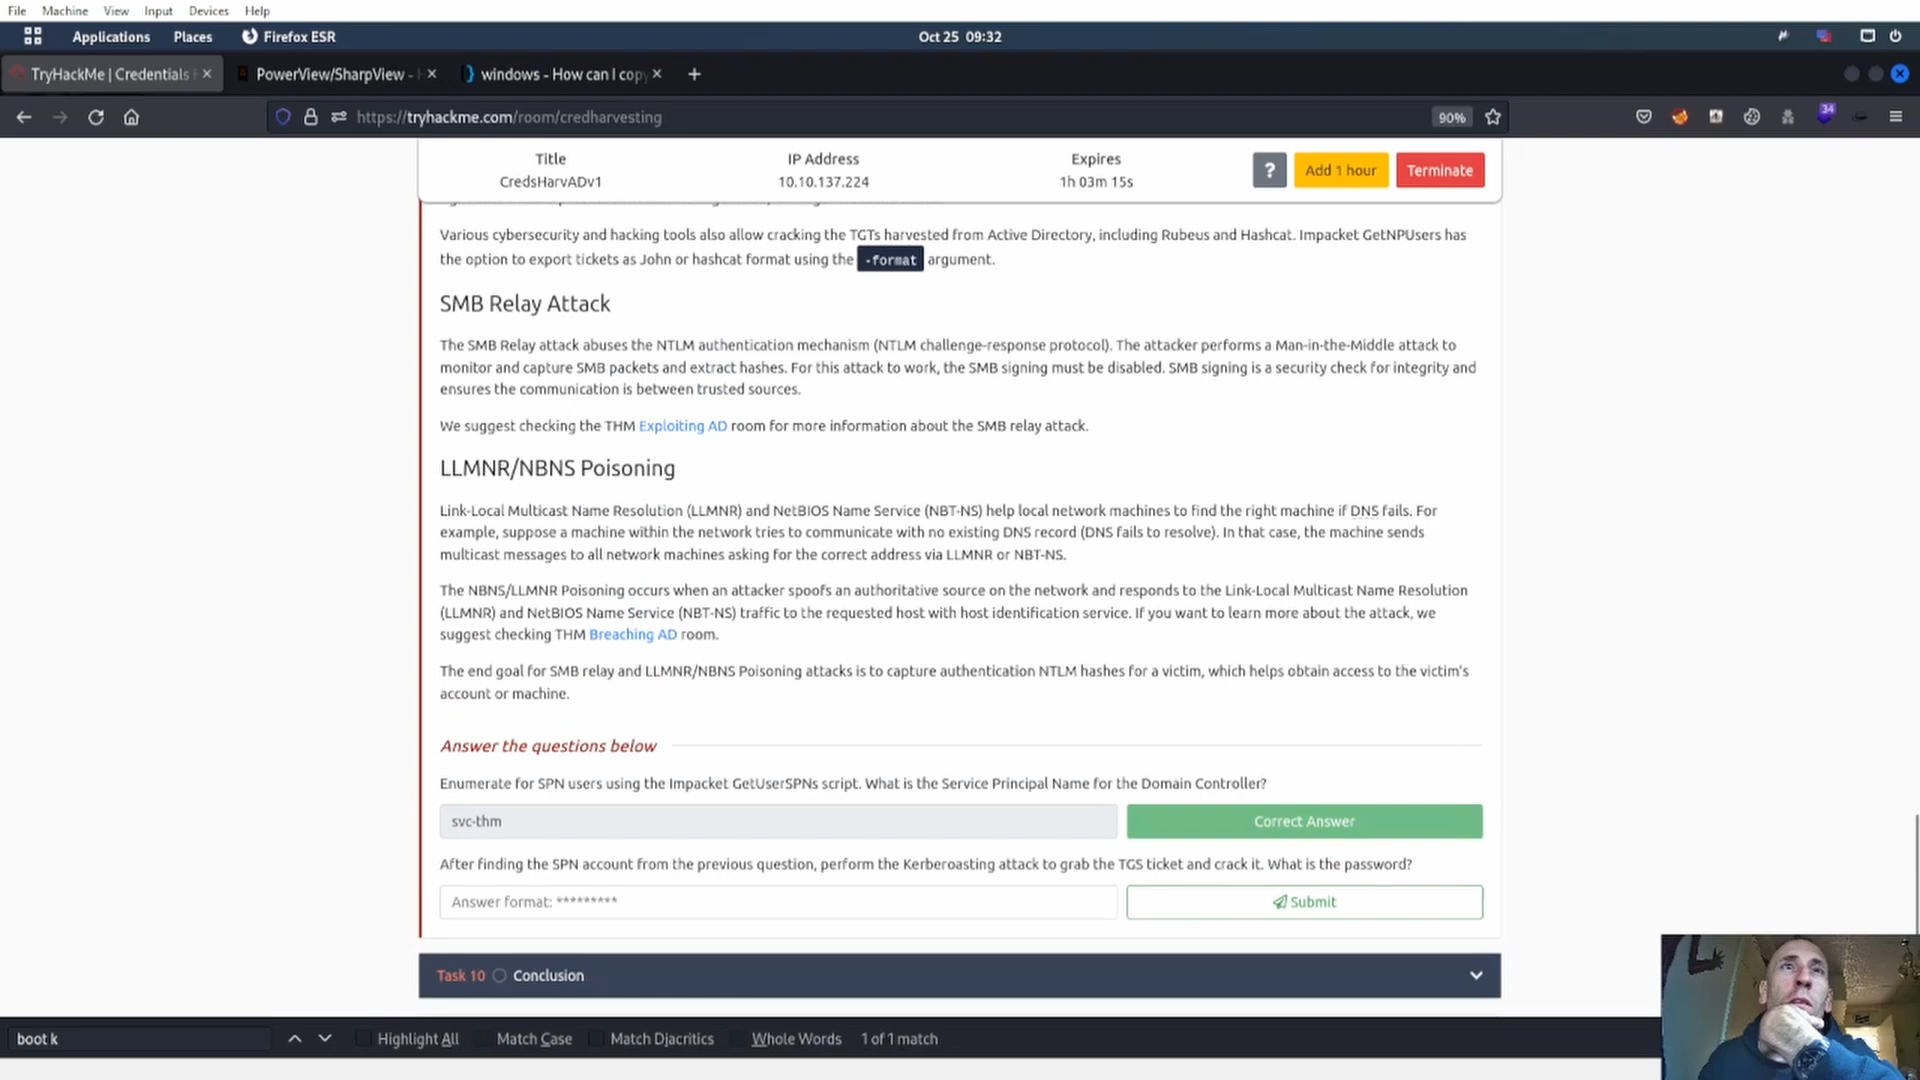 File Machine View Input Devices Help
Applications Places Firefox ESR Oct 25 09:32
TryHackMe | Credentials PowerView/SharpView - windows - How can I copy
https://tryhackme.com/room/credharvesting 90% 34
Title IP Address Expires
CredsHarvADv1 10.10.137.224 1h 03m 15s ? Add 1 hour Terminate
Various cybersecurity and hacking tools also allow cracking the TGTs harvested from Active Directory, including Rubeus and Hashcat. Impacket GetNPUsers has
the option to export tickets as John or hashcat format using the -format argument.
SMB Relay Attack
The SMB Relay attack abuses the NTLM authentication mechanism (NTLM challenge-response protocol). The attacker performs a Man-in-the-Middle attack to
monitor and capture SMB packets and extract hashes. For this attack to work, the SMB signing must be disabled. SMB signing is a security check for integrity and
ensures the communication is between trusted sources.
We suggest checking the THM Exploiting AD room for more information about the SMB relay attack.
LLMNR/NBNS Poisoning
Link-Local Multicast Name Resolution (LLMNR) and NetBIOS Name Service (NBT-NS) help local network machines to find the right machine if DNS fails. For
example, suppose a machine within the network tries to communicate with no existing DNS record (DNS fails to resolve). In that case, the machine sends
multicast messages to all network machines asking for the correct address via LLMNR or NBT-NS.
The NBNS/LLMNR Poisoning occurs when an attacker spoofs an authoritative source on the network and responds to the Link-Local Multicast Name Resolution
(LLMNR) and NetBIOS Name Service (NBT-NS) traffic to the requested host with host identification service. If you want to learn more about the attack, we
suggest checking THM Breaching AD room.
The end goal for SMB relay and LLMNR/NBNS Poisoning attacks is to capture authentication NTLM hashes for a victim, which helps obtain access to the victim's
account or machine.
Answer the questions below
Enumerate for SPN users using the Impacket GetUserSPNs script. What is the Service Principal Name for the Domain Controller?
svc-thm Correct Answer
After finding the SPN account from the previous question, perform the Kerberoasting attack to grab the TGS ticket and crack it. What is the password?
Answer format: ********* Submit
Task 10 Conclusion
boot k Highlight All Match Case Match Diacritics Whole Words 1 of 1 match